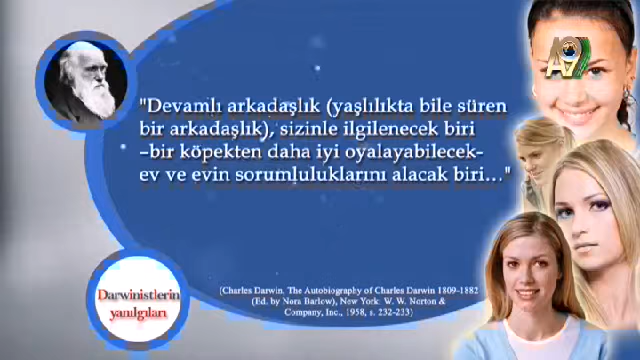 A9
"Devamlı arkadaşlık (yaşlılıkta bile süren
bir arkadaşlık), sizinle ilgilenecek biri
–bir köpekten daha iyi oyalayabilecek–
ev ve evin sorumluluklarını alacak biri..."
(Charles Darwin, The Autobiography of Charles Darwin 1809-1882
(Ed. by Nora Barlow), New York: W. W. Norton &
Company, Inc., 1958, s. 232-233)
Darwinistlerin
yanılgıları